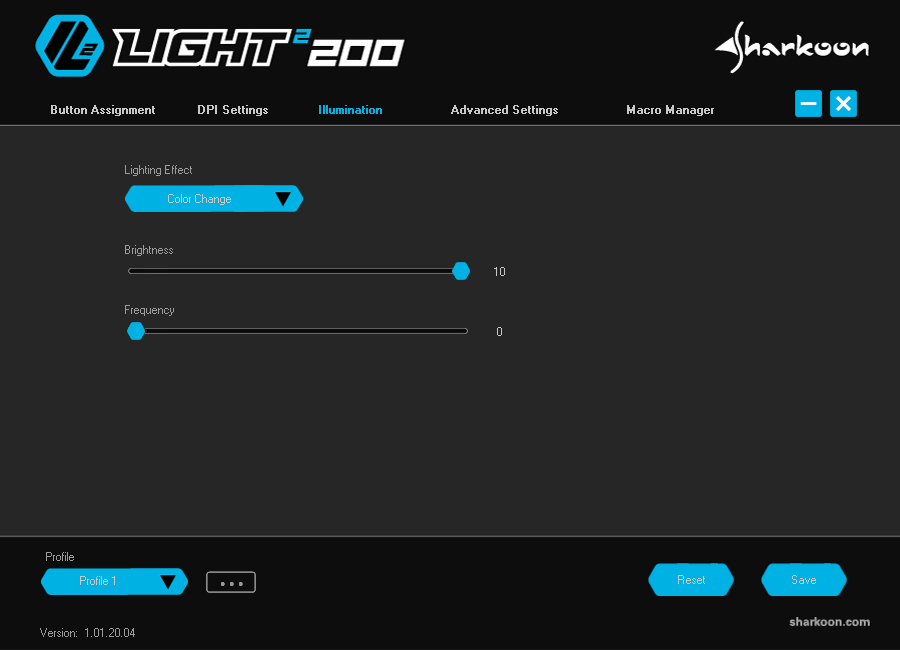 LIGHT² 200
Sharkoon
Button Assignment DPI Settings Illumination Advanced Settings Macro Manager
Lighting Effect
Color Change
Brightness
10
Frequency
0
Profile
Profile 1
...
Reset
Save
sharkoon.com
Version: 1.01.20.04